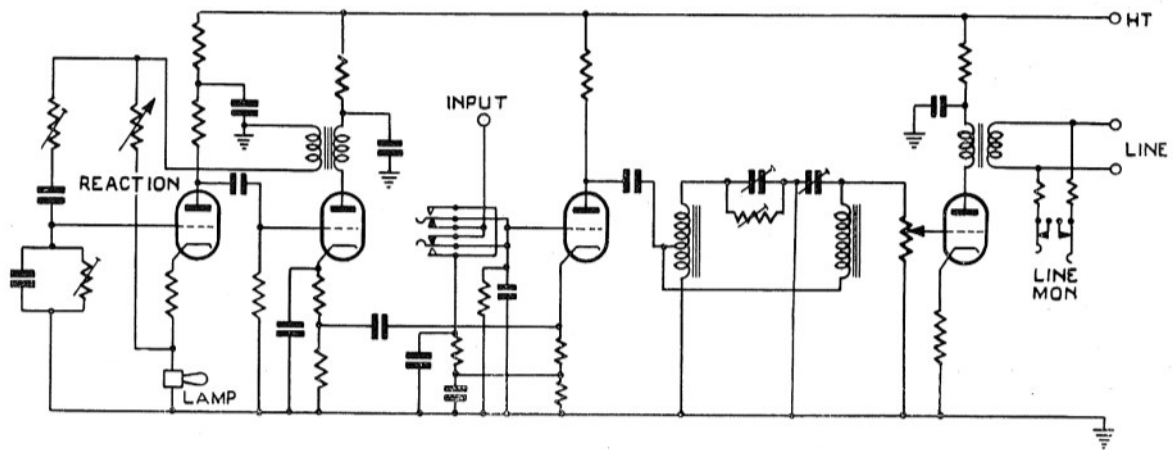 HT
INPUT
LINE
REACTION
LINE
MON
LAMP